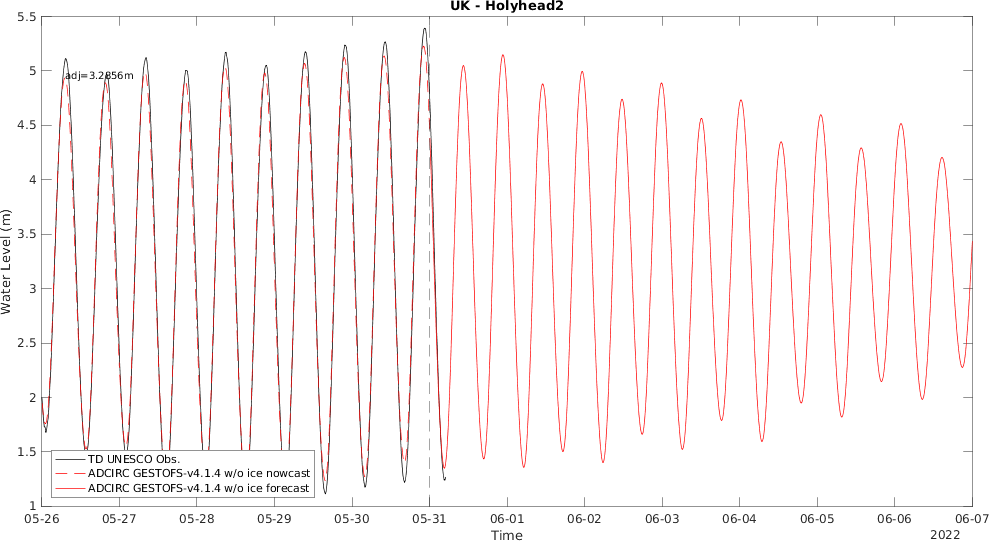 UK - Holyhead2
5.5
5
4.5
4
3.5
3
2.5
2
1.5
1
Water Level (m)
adj=3.2856m
TD UNESCO Obs.
ADCIRC GESTOFS-v4.1.4 w/o ice nowcast
ADCIRC GESTOFS-v4.1.4 w/o ice forecast
05-26 05-27 05-28 05-29 05-30 05-31 06-01 06-02 06-03 06-04 06-05 06-06 06-07
Time
2022